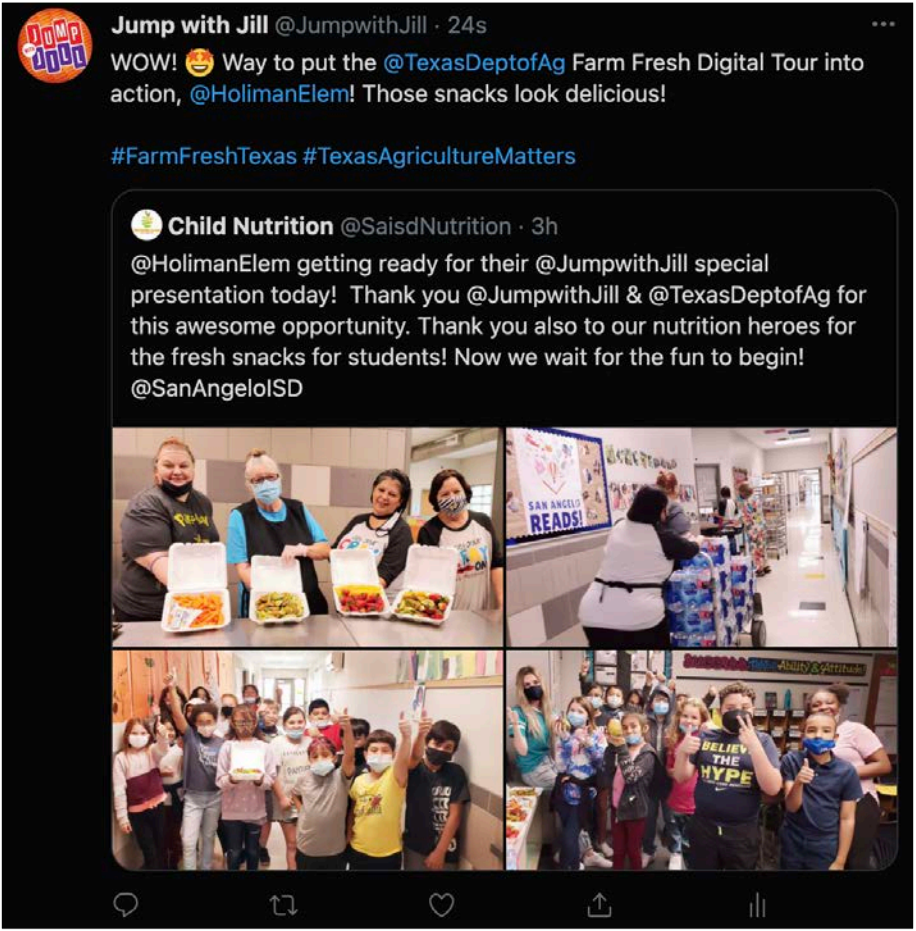 JUMP
with
JILL
Jump with Jill @JumpwithJill · 24s
WOW! 🤩 Way to put the @TexasDeptofAg Farm Fresh Digital Tour into
action, @HolimanElem! Those snacks look delicious!
#FarmFreshTexas #TexasAgricultureMatters
Child Nutrition @SaisdNutrition · 3h
@HolimanElem getting ready for their @JumpwithJill special
presentation today!  Thank you @JumpwithJill & @TexasDeptofAg for
this awesome opportunity. Thank you also to our nutrition heroes for
the fresh snacks for students! Now we wait for the fun to begin!
@SanAngeloISD
SAN ANGELO
READS!
Ability & Attitude
BELIEVE
THE
HYPE